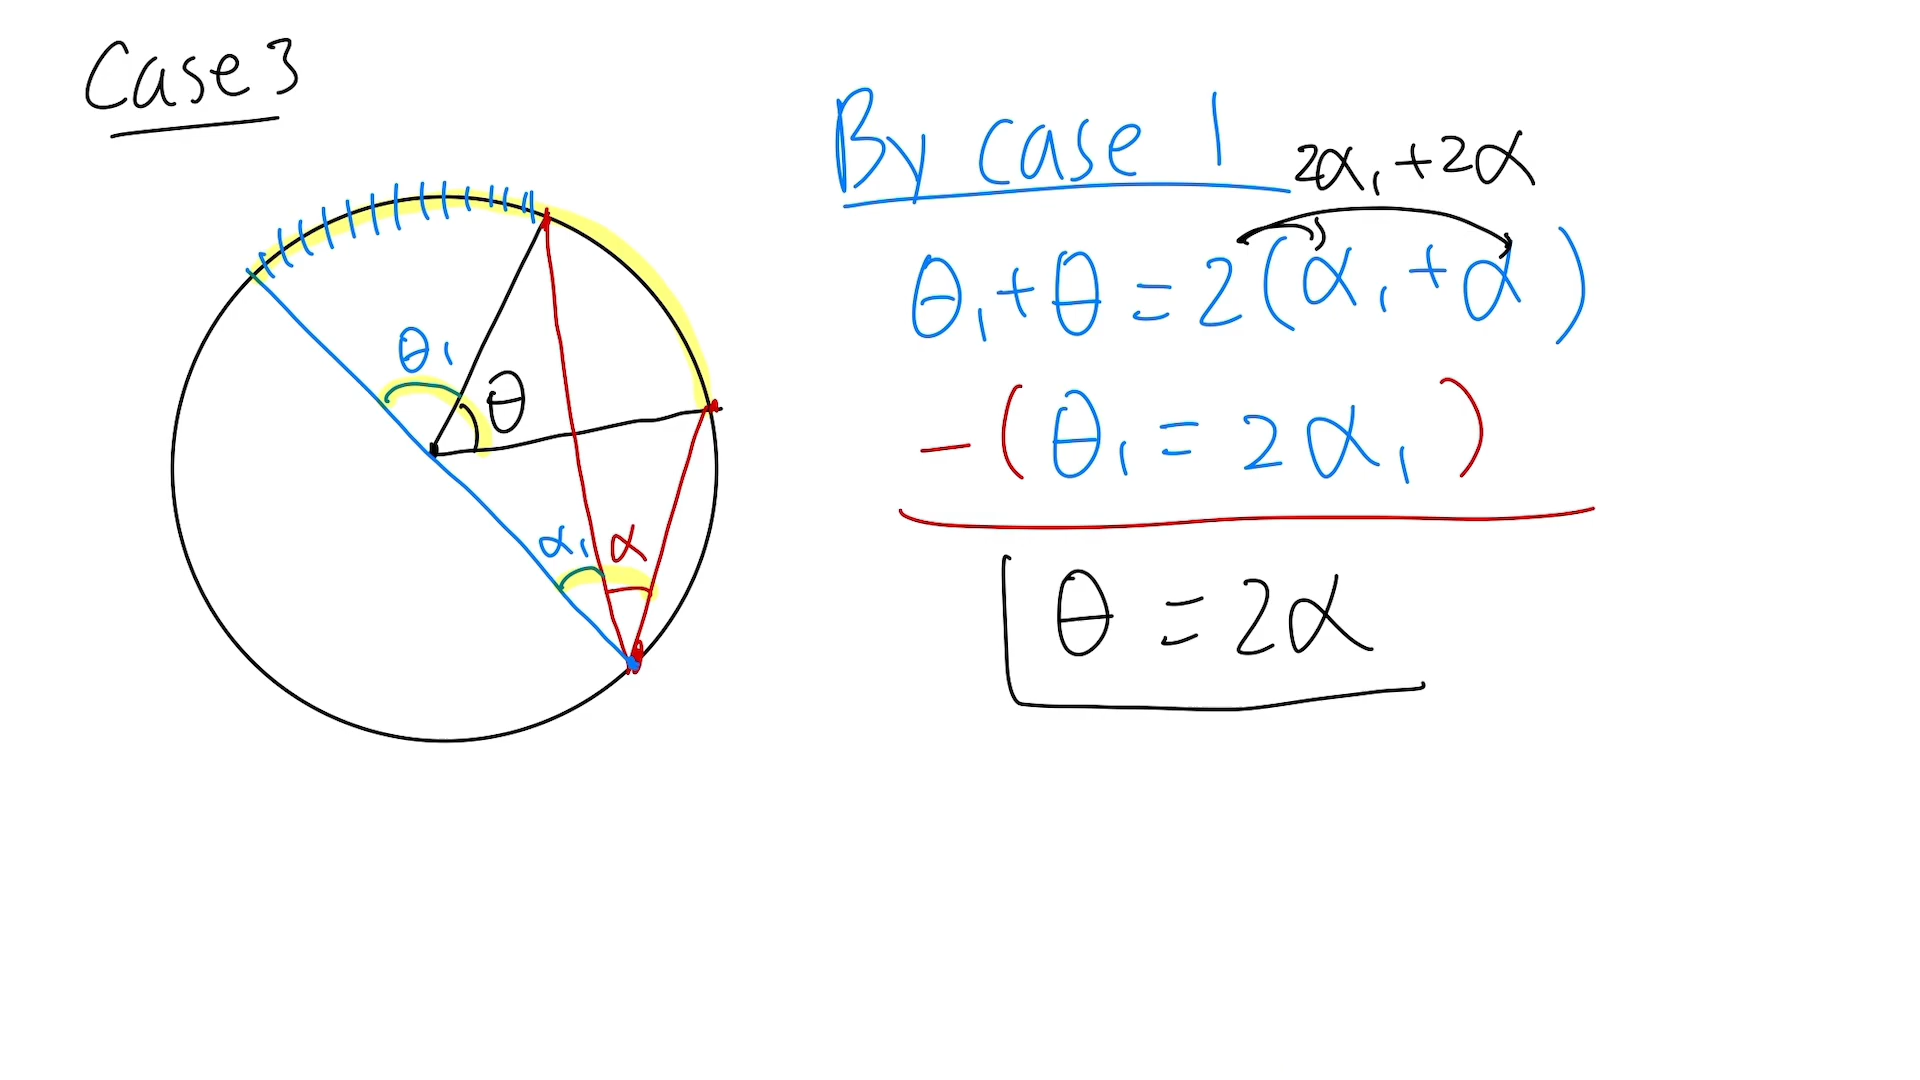 Case 3
By case 1
2α₁ + 2α
θ₁ + θ = 2(α₁ + α)
θ₁
θ
− (θ₁ = 2α₁)
α₁ α
θ = 2α